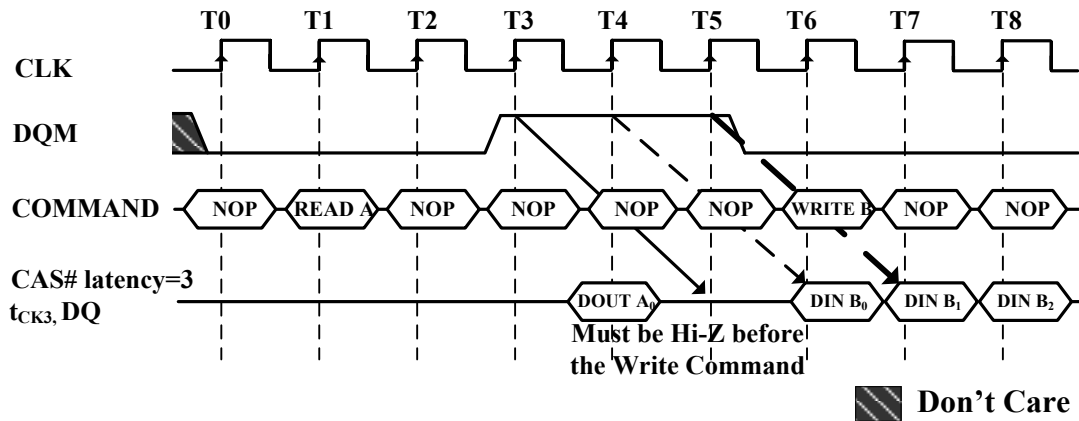 T0 T1 T2 T3 T4 T5 T6 T7 T8
CLK
DQM
COMMAND NOP READ A NOP NOP NOP NOP WRITE B NOP NOP
CAS# latency=3
tCK3, DQ DOUT A0 DIN B0 DIN B1 DIN B2
Must be Hi-Z before
the Write Command
Don't Care